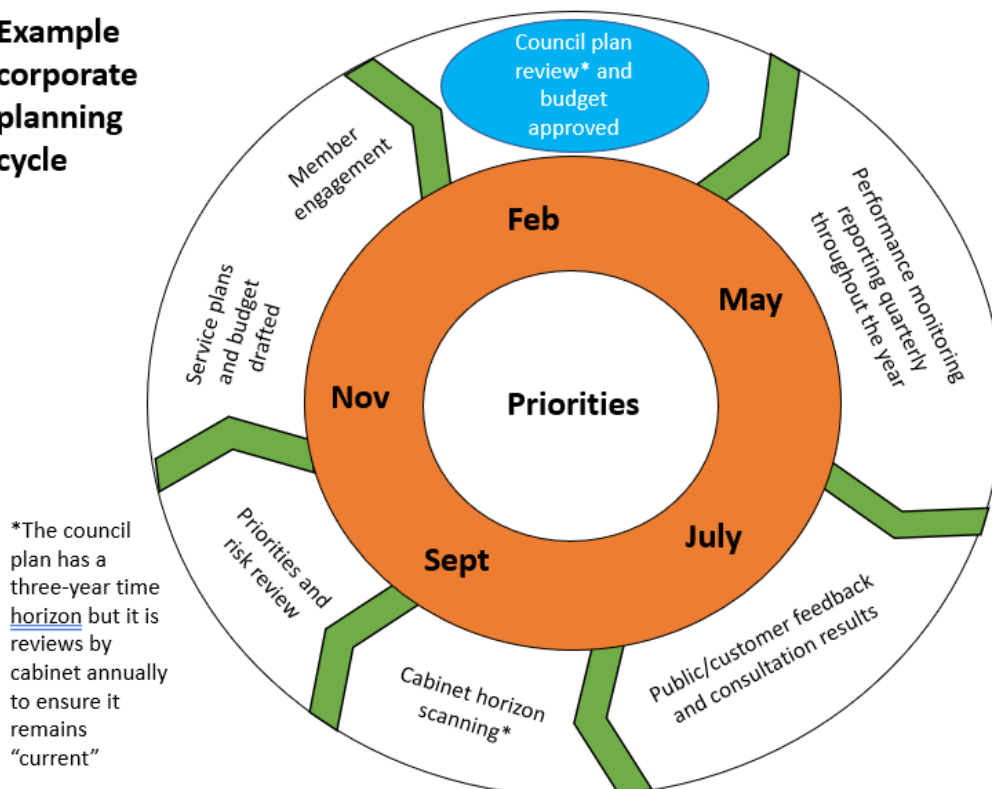 Example
corporate
planning
cycle
Council plan
review* and
budget
approved
Performance monitoring
reporting quarterly
throughout the year
Public/customer feedback
and consultation results
Cabinet horizon
scanning*
Priorities and
risk review
Service plans
and budget
drafted
Member
engagement
Feb
May
July
Sept
Nov
Priorities
*The council
plan has a
three-year time
horizon but it is
reviews by
cabinet annually
to ensure it
remains
“current”